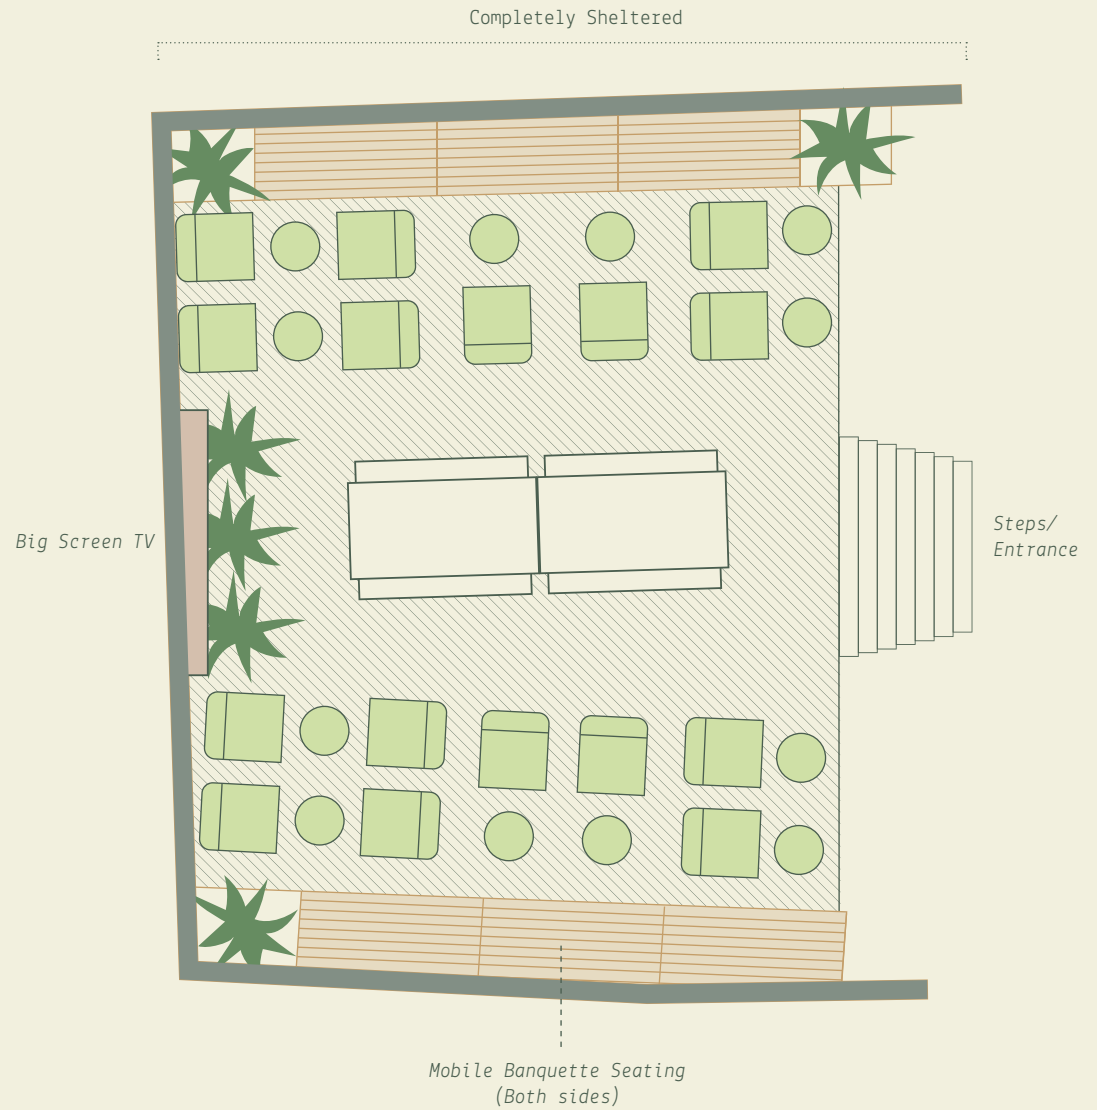 Completely Sheltered
Big Screen TV
Steps/
Entrance
Mobile Banquette Seating
(Both sides)